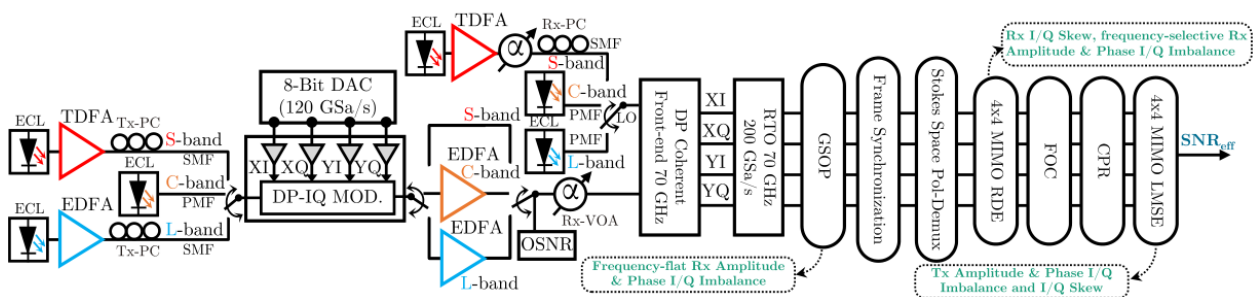 ECL
TDFA
Tx-PC
S-band
SMF
ECL
C-band
PMF
ECL
EDFA
L-band
Tx-PC
SMF
8-Bit DAC
(120 GSa/s)
XI XQ YI YQ
DP-IQ MOD.
S-band
EDFA
C-band
EDFA
L-band
OSNR
α
Rx-VOA
ECL
TDFA
α
Rx-PC
SMF
S-band
C-band
ECL
PMF
PMF
L-band
LO
DP Coherent
Front-end 70 GHz
XI
XQ
YI
YQ
RTO 70 GHz
200 GSa/s
GSOP
Frame Synchronization
Stokes Space Pol-Demux
4x4 MIMO RDE
FOC
CPR
4x4 MIMO LMSE
SNReff
Rx I/Q Skew, frequency-selective Rx
Amplitude & Phase I/Q Imbalance
Frequency-flat Rx Amplitude
& Phase I/Q Imbalance
Tx Amplitude & Phase I/Q
Imbalance and I/Q Skew